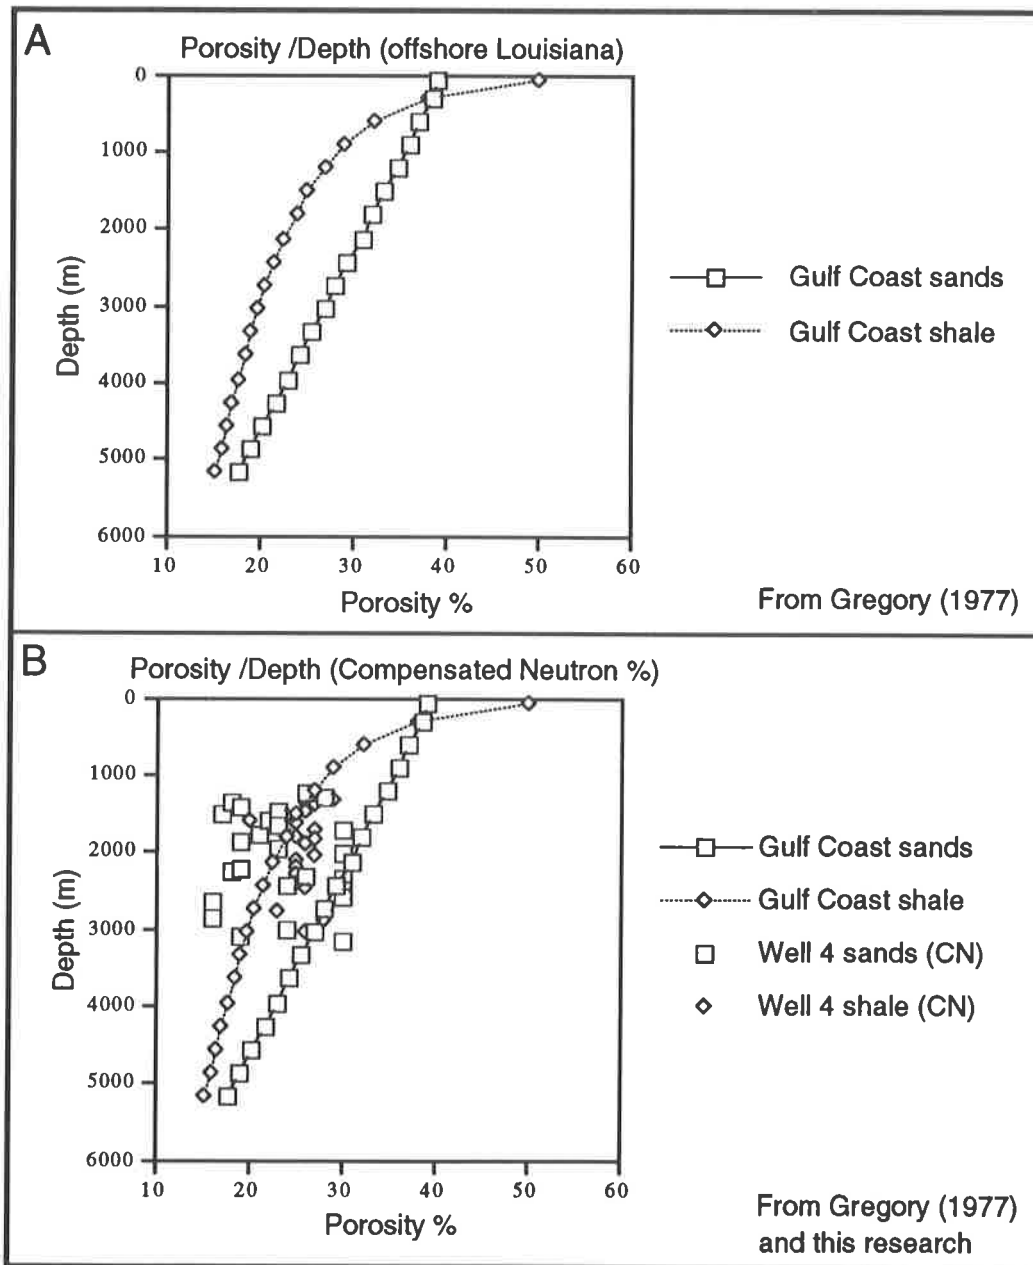 A
Porosity /Depth (offshore Louisiana)
0
1000
2000
3000
4000
5000
6000
Depth (m)
10 20 30 40 50 60
Porosity %
Gulf Coast sands
Gulf Coast shale
From Gregory (1977)
B
Porosity /Depth (Compensated Neutron %)
0
1000
2000
3000
4000
5000
6000
Depth (m)
10 20 30 40 50 60
Porosity %
Gulf Coast sands
Gulf Coast shale
Well 4 sands (CN)
Well 4 shale (CN)
From Gregory (1977)
and this research